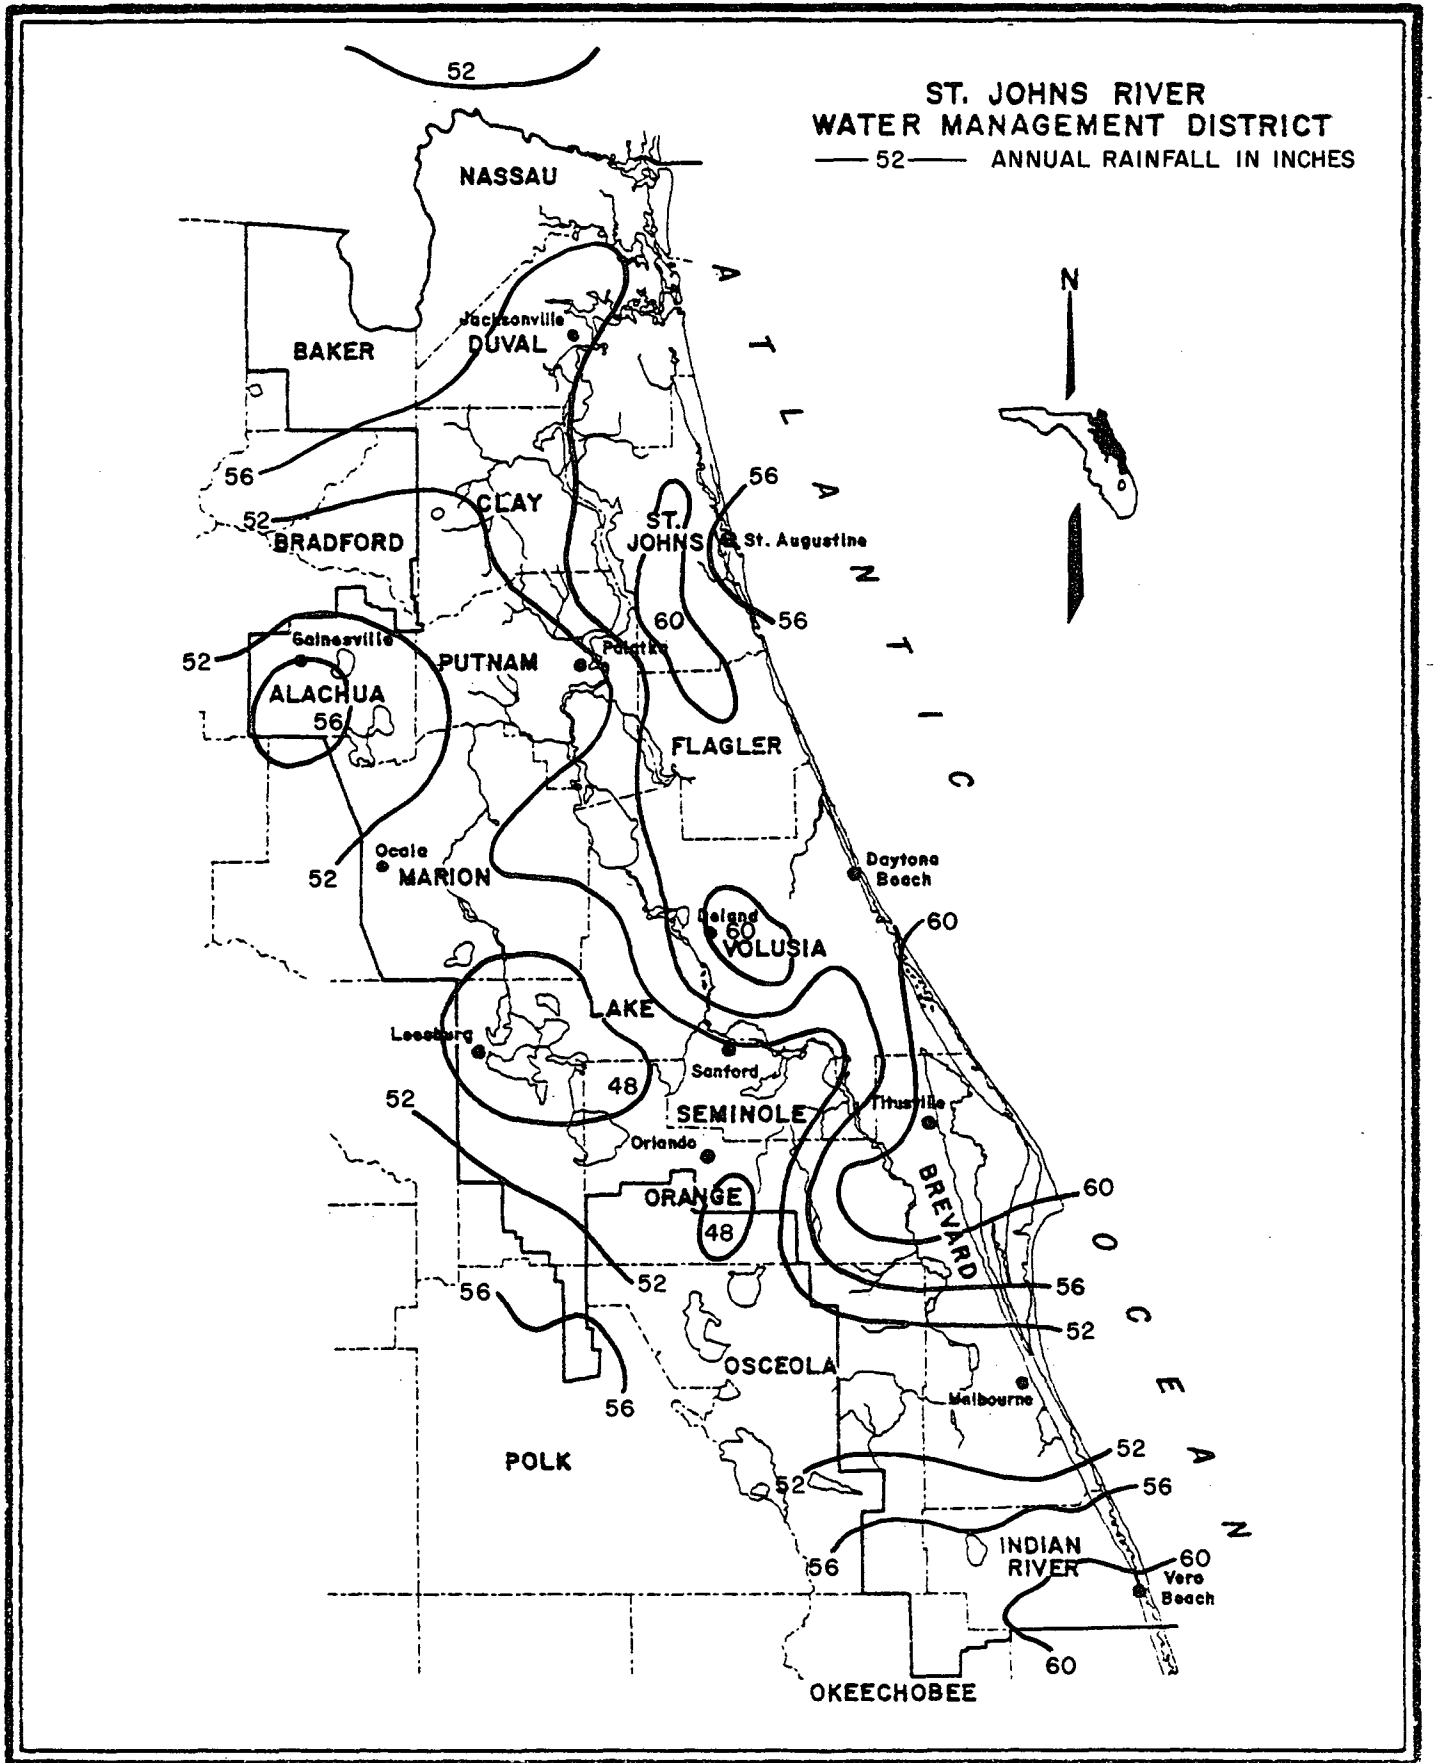 52
ST. JOHNS RIVER
WATER MANAGEMENT DISTRICT
52 ANNUAL RAINFALL IN INCHES
NASSAU
N
Jacksonville
DUVAL
BAKER
56
56
CLAY
52
ST.
JOHNS
St. Augustine
BRADFORD
60
56
Gainesville
52
PUTNAM
Palatka
ALACHUA
56
FLAGLER
Ocala
52
MARION
Daytona
Beach
Deland
60
60
VOLUSIA
LAKE
Leesburg
Sanford
48
52
SEMINOLE
Titusville
Orlando
ORANGE
BREVARD
60
48
52
56
56
52
OSCEOLA
Melbourne
56
POLK
52
52
56
INDIAN
RIVER
56
60
Vero
Beach
60
OKEECHOBEE
ATLANTIC OCEAN